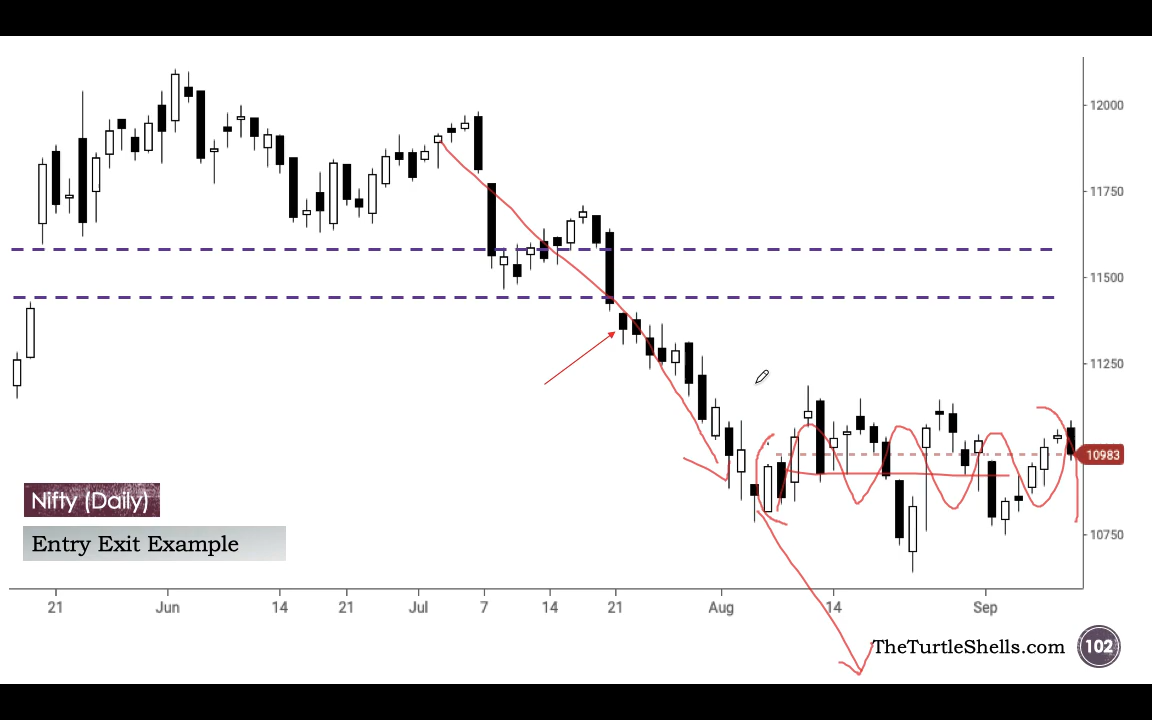 12000
11750
11500
11250
10983
10750
Nifty (Daily)
Entry Exit Example
21 Jun 14 21 Jul 7 14 21 Aug 14 Sep
TheTurtleShells.com 102